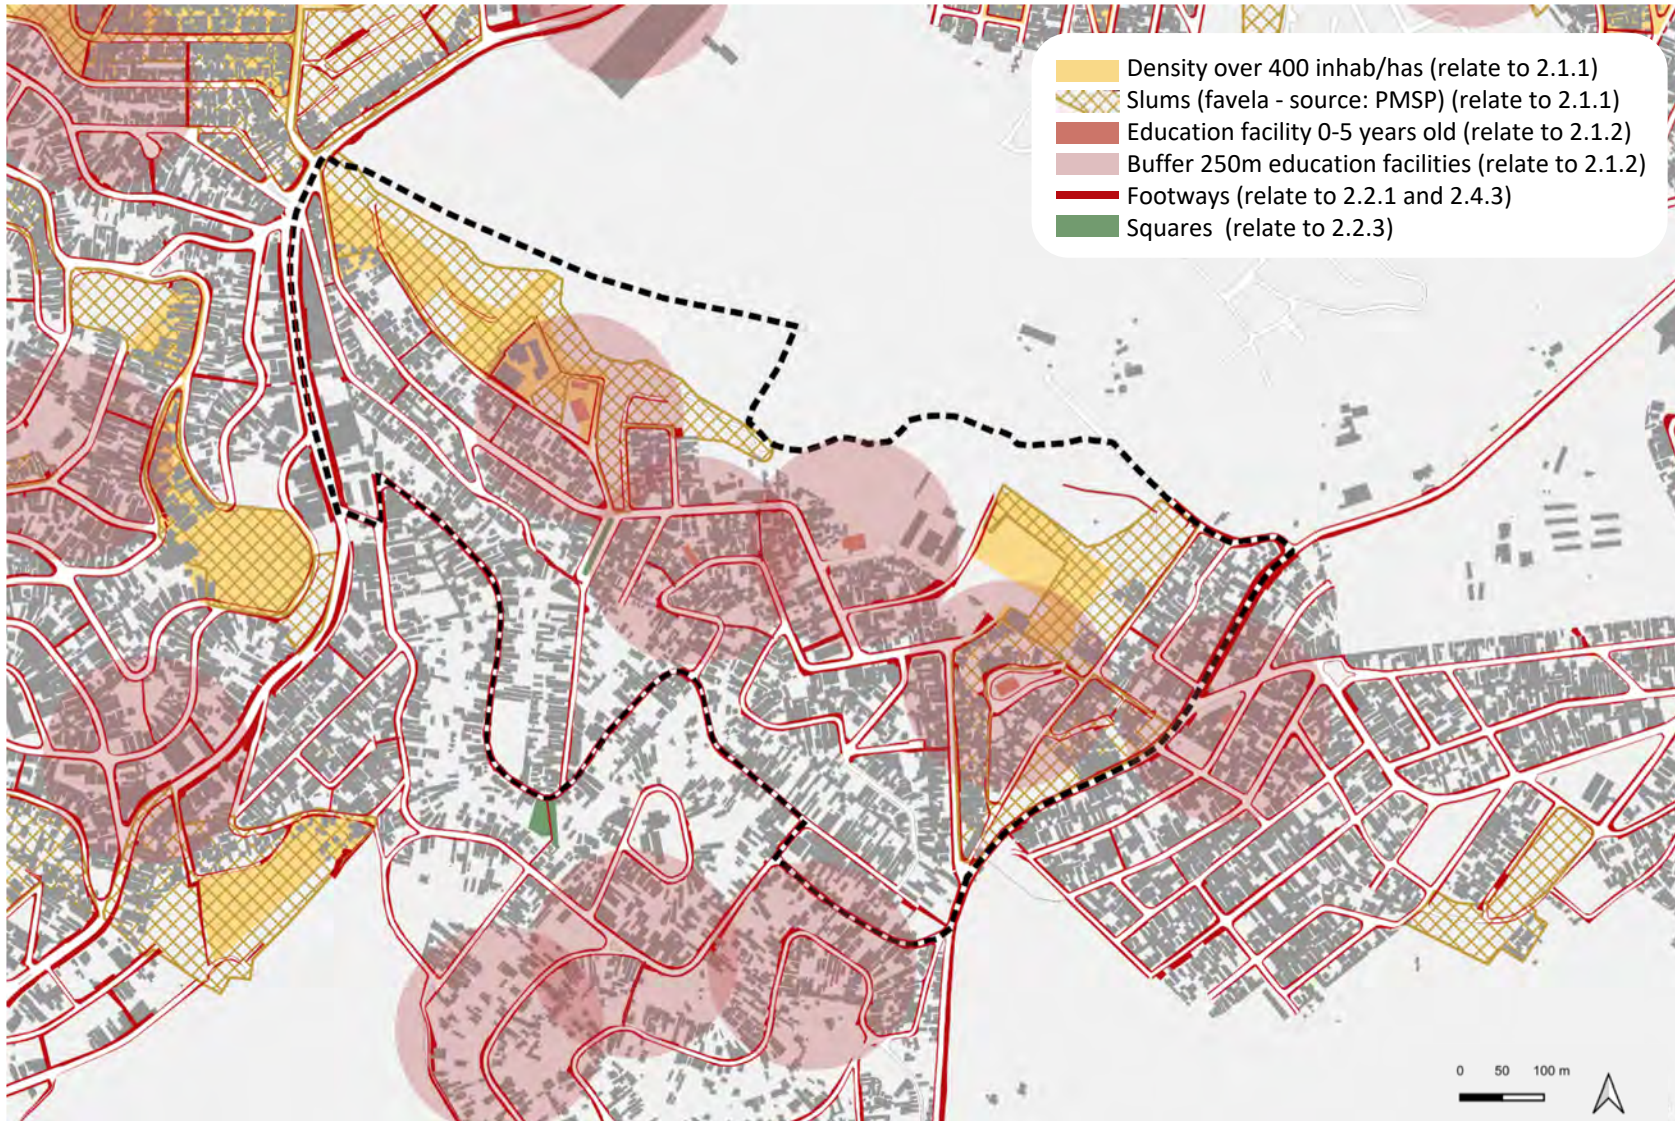 Density over 400 inhab/has (relate to 2.1.1)
Slums (favela - source: PMSP) (relate to 2.1.1)
Education facility 0-5 years old (relate to 2.1.2)
Buffer 250m education facilities (relate to 2.1.2)
Footways (relate to 2.2.1 and 2.4.3)
Squares (relate to 2.2.3)
0 50 100 m